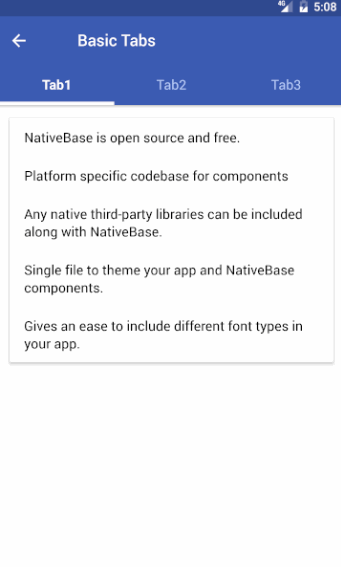 4G 5:08
Basic Tabs
Tab1 Tab2 Tab3
NativeBase is open source and free.
Platform specific codebase for components
Any native third-party libraries can be included
along with NativeBase.
Single file to theme your app and NativeBase
components.
Gives an ease to include different font types in
your app.